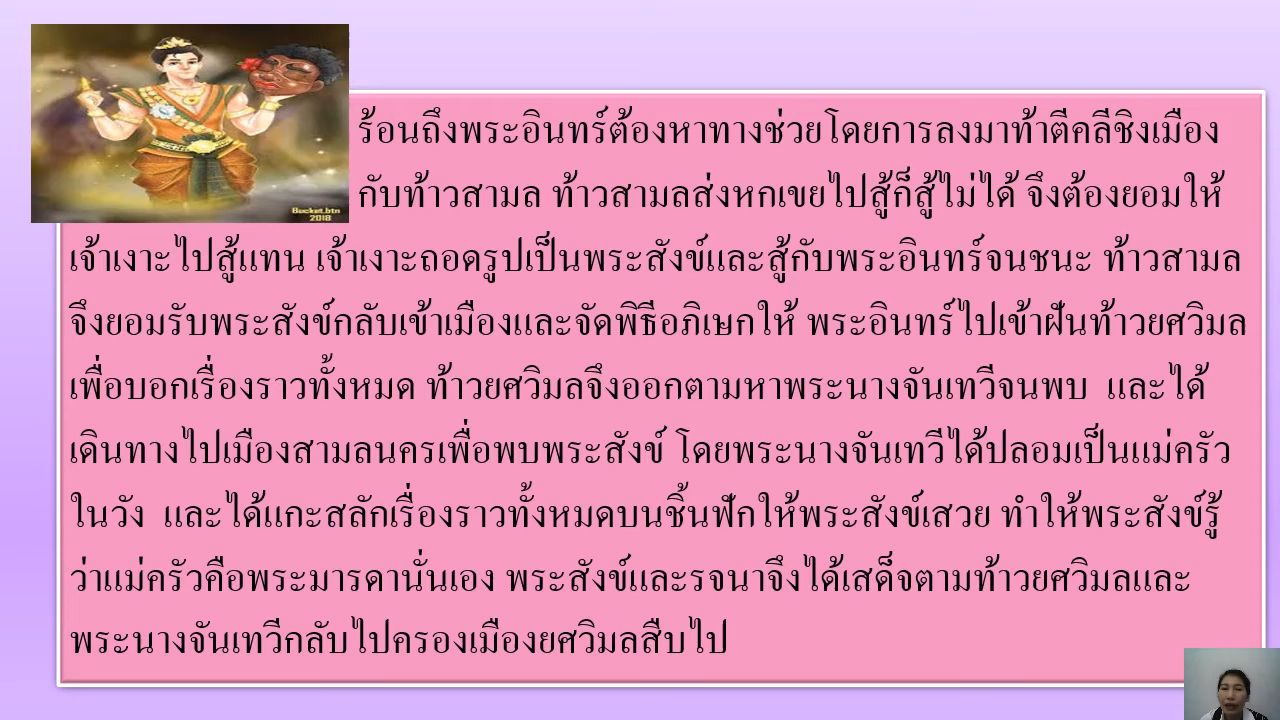 Bucket.btn
2018
ร้อนถึงพระอินทร์ต้องหาทางช่วยโดยการลงมาท้าตีคลีชิงเมือง
กับท้าวสามล ท้าวสามลส่งหกเขยไปสู้ก็สู้ไม่ได้ จึงต้องยอมให้
เจ้าเงาะไปสู้แทน เจ้าเงาะถอดรูปเป็นพระสังข์และสู้กับพระอินทร์จนชนะ ท้าวสามล
จึงยอมรับพระสังข์กลับเข้าเมืองและจัดพิธีอภิเษกให้ พระอินทร์ไปเข้าฝันท้าวยศวิมล
เพื่อบอกเรื่องราวทั้งหมด ท้าวยศวิมลจึงออกตามหาพระนางจันเทวีจนพบ และได้
เดินทางไปเมืองสามลนครเพื่อพบพระสังข์ โดยพระนางจันเทวีได้ปลอมเป็นแม่ครัว
ในวัง และได้แกะสลักเรื่องราวทั้งหมดบนชิ้นฟักให้พระสังข์เสวย ทำให้พระสังข์รู้
ว่าแม่ครัวคือพระมารดานั่นเอง พระสังข์และรจนาจึงได้เสด็จตามท้าวยศวิมลและ
พระนางจันเทวีกลับไปครองเมืองยศวิมลสืบไป